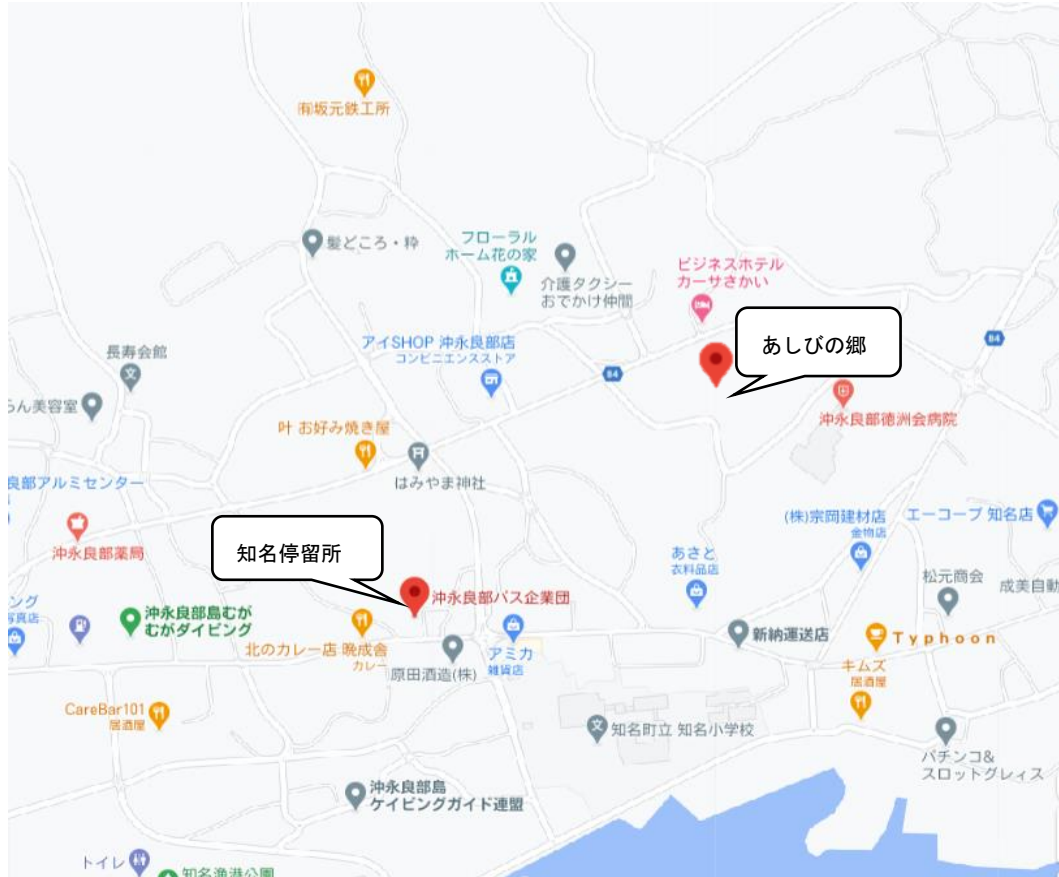 ㈲坂元鉄工所
髪どころ・粋
フローラル
ホーム花の家
介護タクシー
おでかけ仲間
ビジネスホテル
カーサさかい
あしびの郷
84
84
アイSHOP 沖永良部店
コンビニエンスストア
長寿会館
らん美容室
沖永良部徳洲会病院
叶 お好み焼き屋
はみやま神社
良部アルミセンター
沖永良部薬局
(株)宗岡建材店
金物店
エーコープ 知名店
知名停留所
あさと
衣料品店
松元商会
成美自動
沖永良部バス企業団
ング
写真店
沖永良部島むが
むがダイビング
北のカレー店 晩成舎
カレー
原田酒造(株)
アミカ
雑貨店
新納運送店
Typhoon
キムズ
居酒屋
CareBar101
居酒屋
知名町立 知名小学校
パチンコ&
スロットグレイス
沖永良部島
ケイビングガイド連盟
トイレ
知名漁港公園